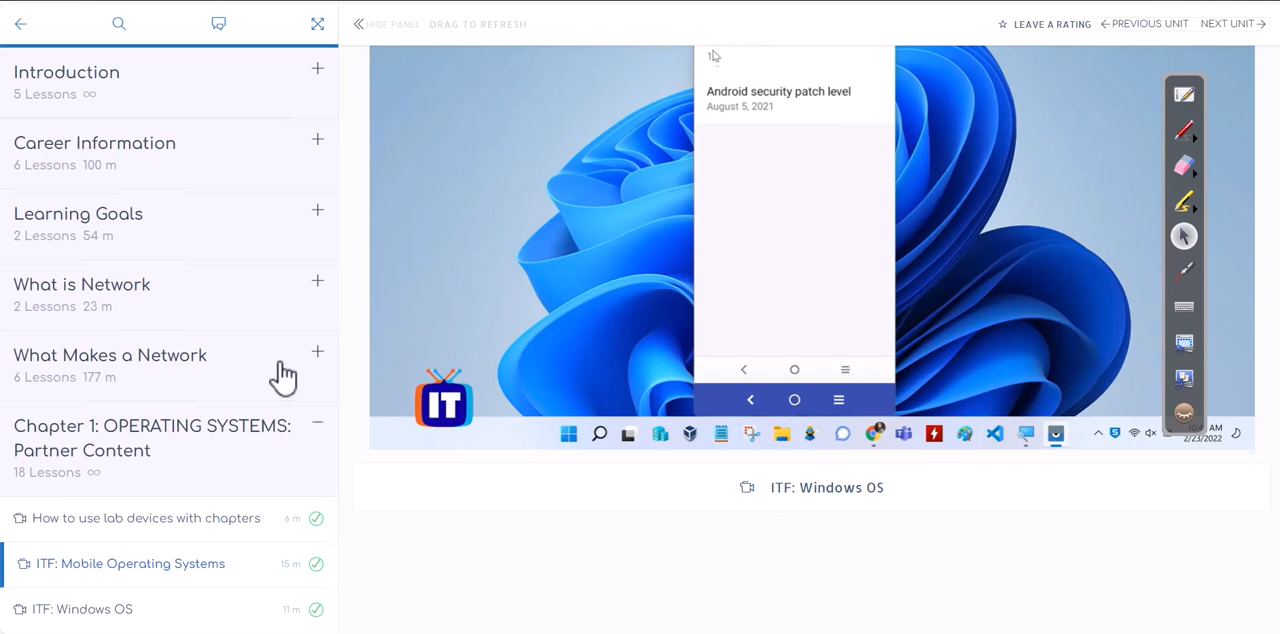 HIDE PANEL DRAG TO REFRESH
LEAVE A RATING
PREVIOUS UNIT
NEXT UNIT
Introduction
5 Lessons ∞
Career Information
6 Lessons 100 m
Learning Goals
2 Lessons 54 m
What is Network
2 Lessons 23 m
What Makes a Network
6 Lessons 177 m
Chapter 1: OPERATING SYSTEMS:
Partner Content
18 Lessons ∞
How to use lab devices with chapters 6 m
ITF: Mobile Operating Systems 15 m
ITF: Windows OS 11 m
Android security patch level
August 5, 2021
IT
AM
2/23/2022
ITF: Windows OS